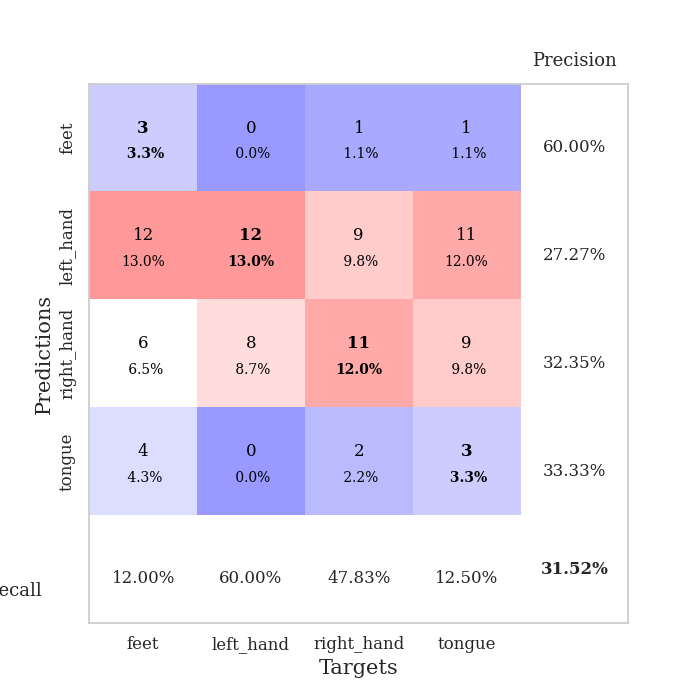 Precision
feet
3 0 1 1
3.3% 0.0% 1.1% 1.1%
60.00%
left_hand
12 12 9 11
13.0% 13.0% 9.8% 12.0%
27.27%
right_hand
6 8 11 9
6.5% 8.7% 12.0% 9.8%
32.35%
tongue
4 0 2 3
4.3% 0.0% 2.2% 3.3%
33.33%
Predictions
ecall
12.00% 60.00% 47.83% 12.50%
31.52%
feet left_hand right_hand tongue
Targets